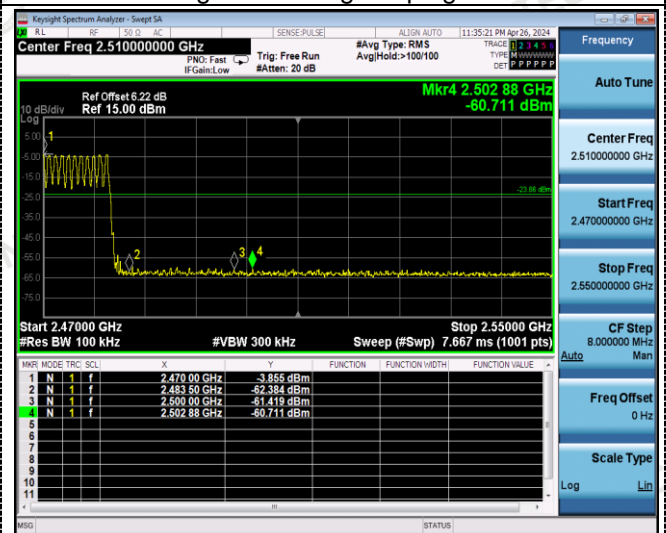 Keysight Spectrum Analyzer - Swept SA
RL RF 50 Ω AC SENSE:PULSE ALIGN AUTO 11:35:21 PM Apr 26, 2024
Center Freq 2.510000000 GHz #Avg Type: RMS TRACE 1 2 3 4 5 6
PNO: Fast Trig: Free Run Avg|Hold:>100/100 TYPE M WWWWW
IFGain:Low #Atten: 20 dB DET P P P P P P
Ref Offset 6.22 dB Mkr4 2.502 88 GHz
10 dB/div Ref 15.00 dBm -60.711 dBm
Log
5.00
1
-5.00
-15.0
-23.86 dBm
-25.0
-35.0
-45.0
2 3 4
-55.0
-65.0
-75.0
Start 2.47000 GHz Stop 2.55000 GHz
#Res BW 100 kHz #VBW 300 kHz Sweep (#Swp) 7.667 ms (1001 pts)
MKR MODE TRC SCL X Y FUNCTION FUNCTION WIDTH FUNCTION VALUE
1 N 1 f 2.470 00 GHz -3.855 dBm
2 N 1 f 2.483 50 GHz -62.384 dBm
3 N 1 f 2.500 00 GHz -61.419 dBm
4 N 1 f 2.502 88 GHz -60.711 dBm
5
6
7
8
9
10
11
MSG STATUS
Frequency
Auto Tune
Center Freq
2.510000000 GHz
Start Freq
2.470000000 GHz
Stop Freq
2.550000000 GHz
CF Step
8.000000 MHz
Auto Man
Freq Offset
0 Hz
Scale Type
Log Lin